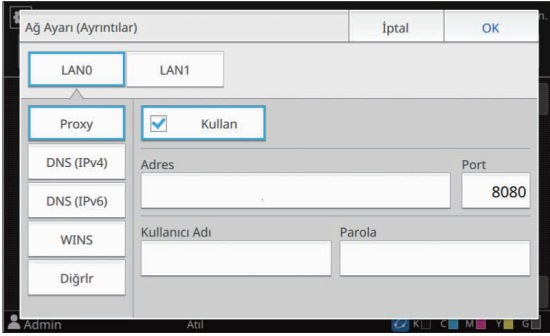 Ağ Ayarı (Ayrıntılar)
İptal
OK
LAN0
LAN1
Proxy
Kullan
DNS (IPv4)
Adres
Port
8080
DNS (IPv6)
WINS
Kullanıcı Adı
Parola
Diğrlr
Admin
Atıl
K
C
M
Y
G